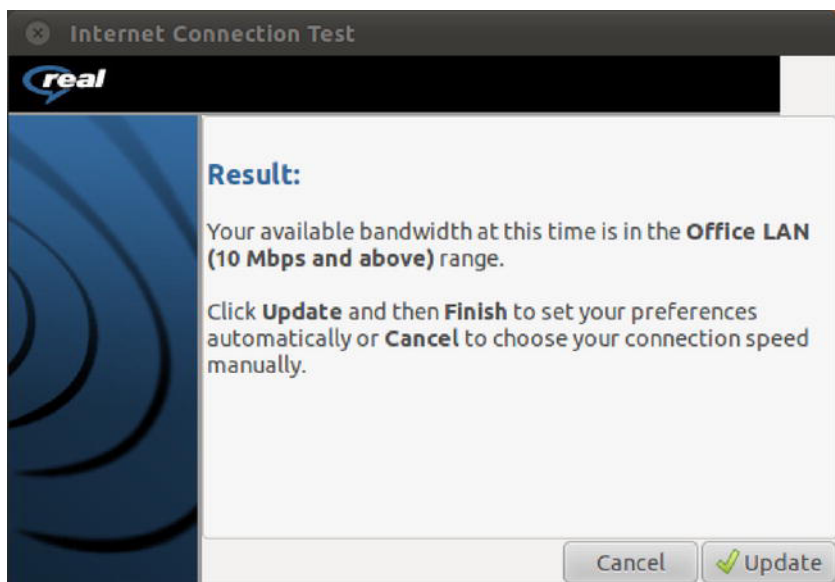 Internet Connection Test
real
Result:
Your available bandwidth at this time is in the Office LAN
(10 Mbps and above) range.
Click Update and then Finish to set your preferences
automatically or Cancel to choose your connection speed
manually.
Cancel
Update